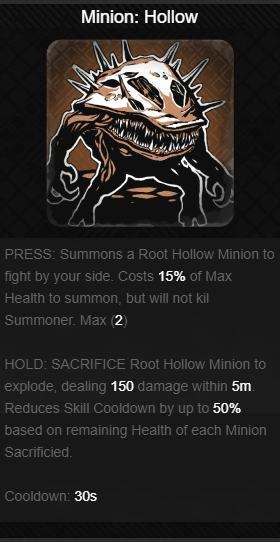 Minion: Hollow
PRESS: Summons a Root Hollow Minion to
fight by your side. Costs 15% of Max
Health to summon, but will not kil
Summoner. Max (2)
HOLD: SACRIFICE Root Hollow Minion to
explode, dealing 150 damage within 5m.
Reduces Skill Cooldown by up to 50%
based on remaining Health of each Minion
Sacrificied.
Cooldown: 30s